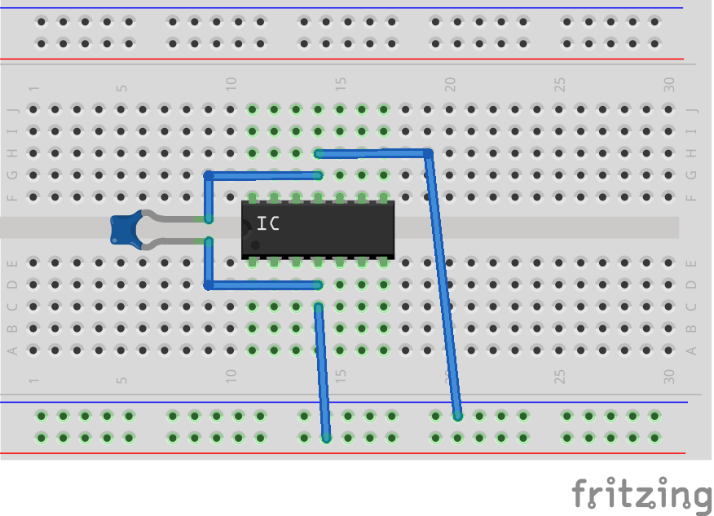 1 5 10 15 20 25 30
J J
I I
H H
G G
F F
IC
E E
D D
C C
B B
A A
1 5 10 15 20 25 30
fritzing